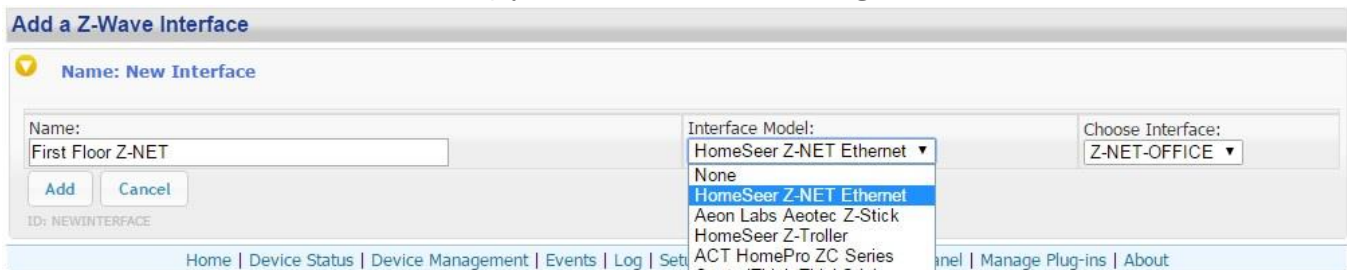 Add a Z-Wave Interface
Name: New Interface
Name: Interface Model: Choose Interface:
First Floor Z-NET HomeSeer Z-NET Ethernet ▼ Z-NET-OFFICE ▼
None
Add Cancel HomeSeer Z-NET Ethernet
Aeon Labs Aeotec Z-Stick
ID: NEWINTERFACE HomeSeer Z-Troller
Home | Device Status | Device Management | Events | Log | ACT HomePro ZC Series | Manage Plug-ins | About